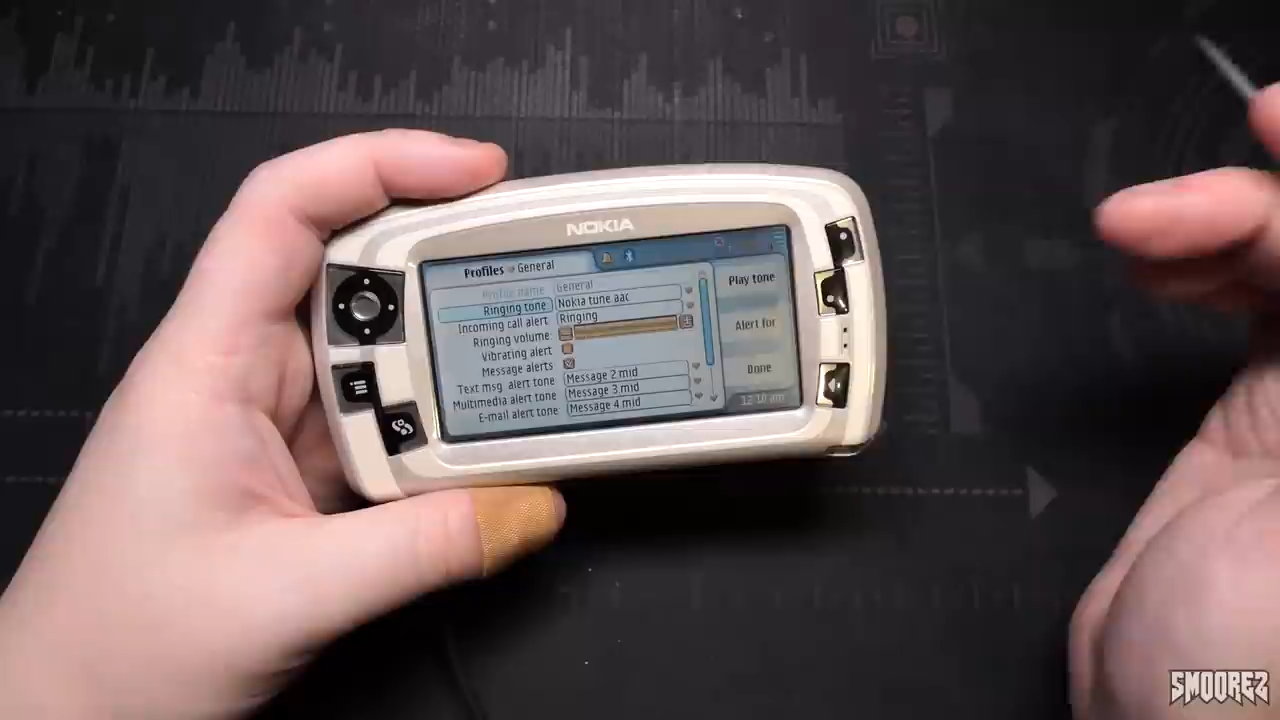 NOKIA
Profiles General
Profile name General
Ringing tone Nokia tune aac
Incoming call alert Ringing
Ringing volume
Vibrating alert
Message alerts
Text msg. alert tone Message 2 mid
Multimedia alert tone Message 3 mid
E-mail alert tone Message 4 mid
Play tone
Alert for
Done
12:10 am
SMOOREZ